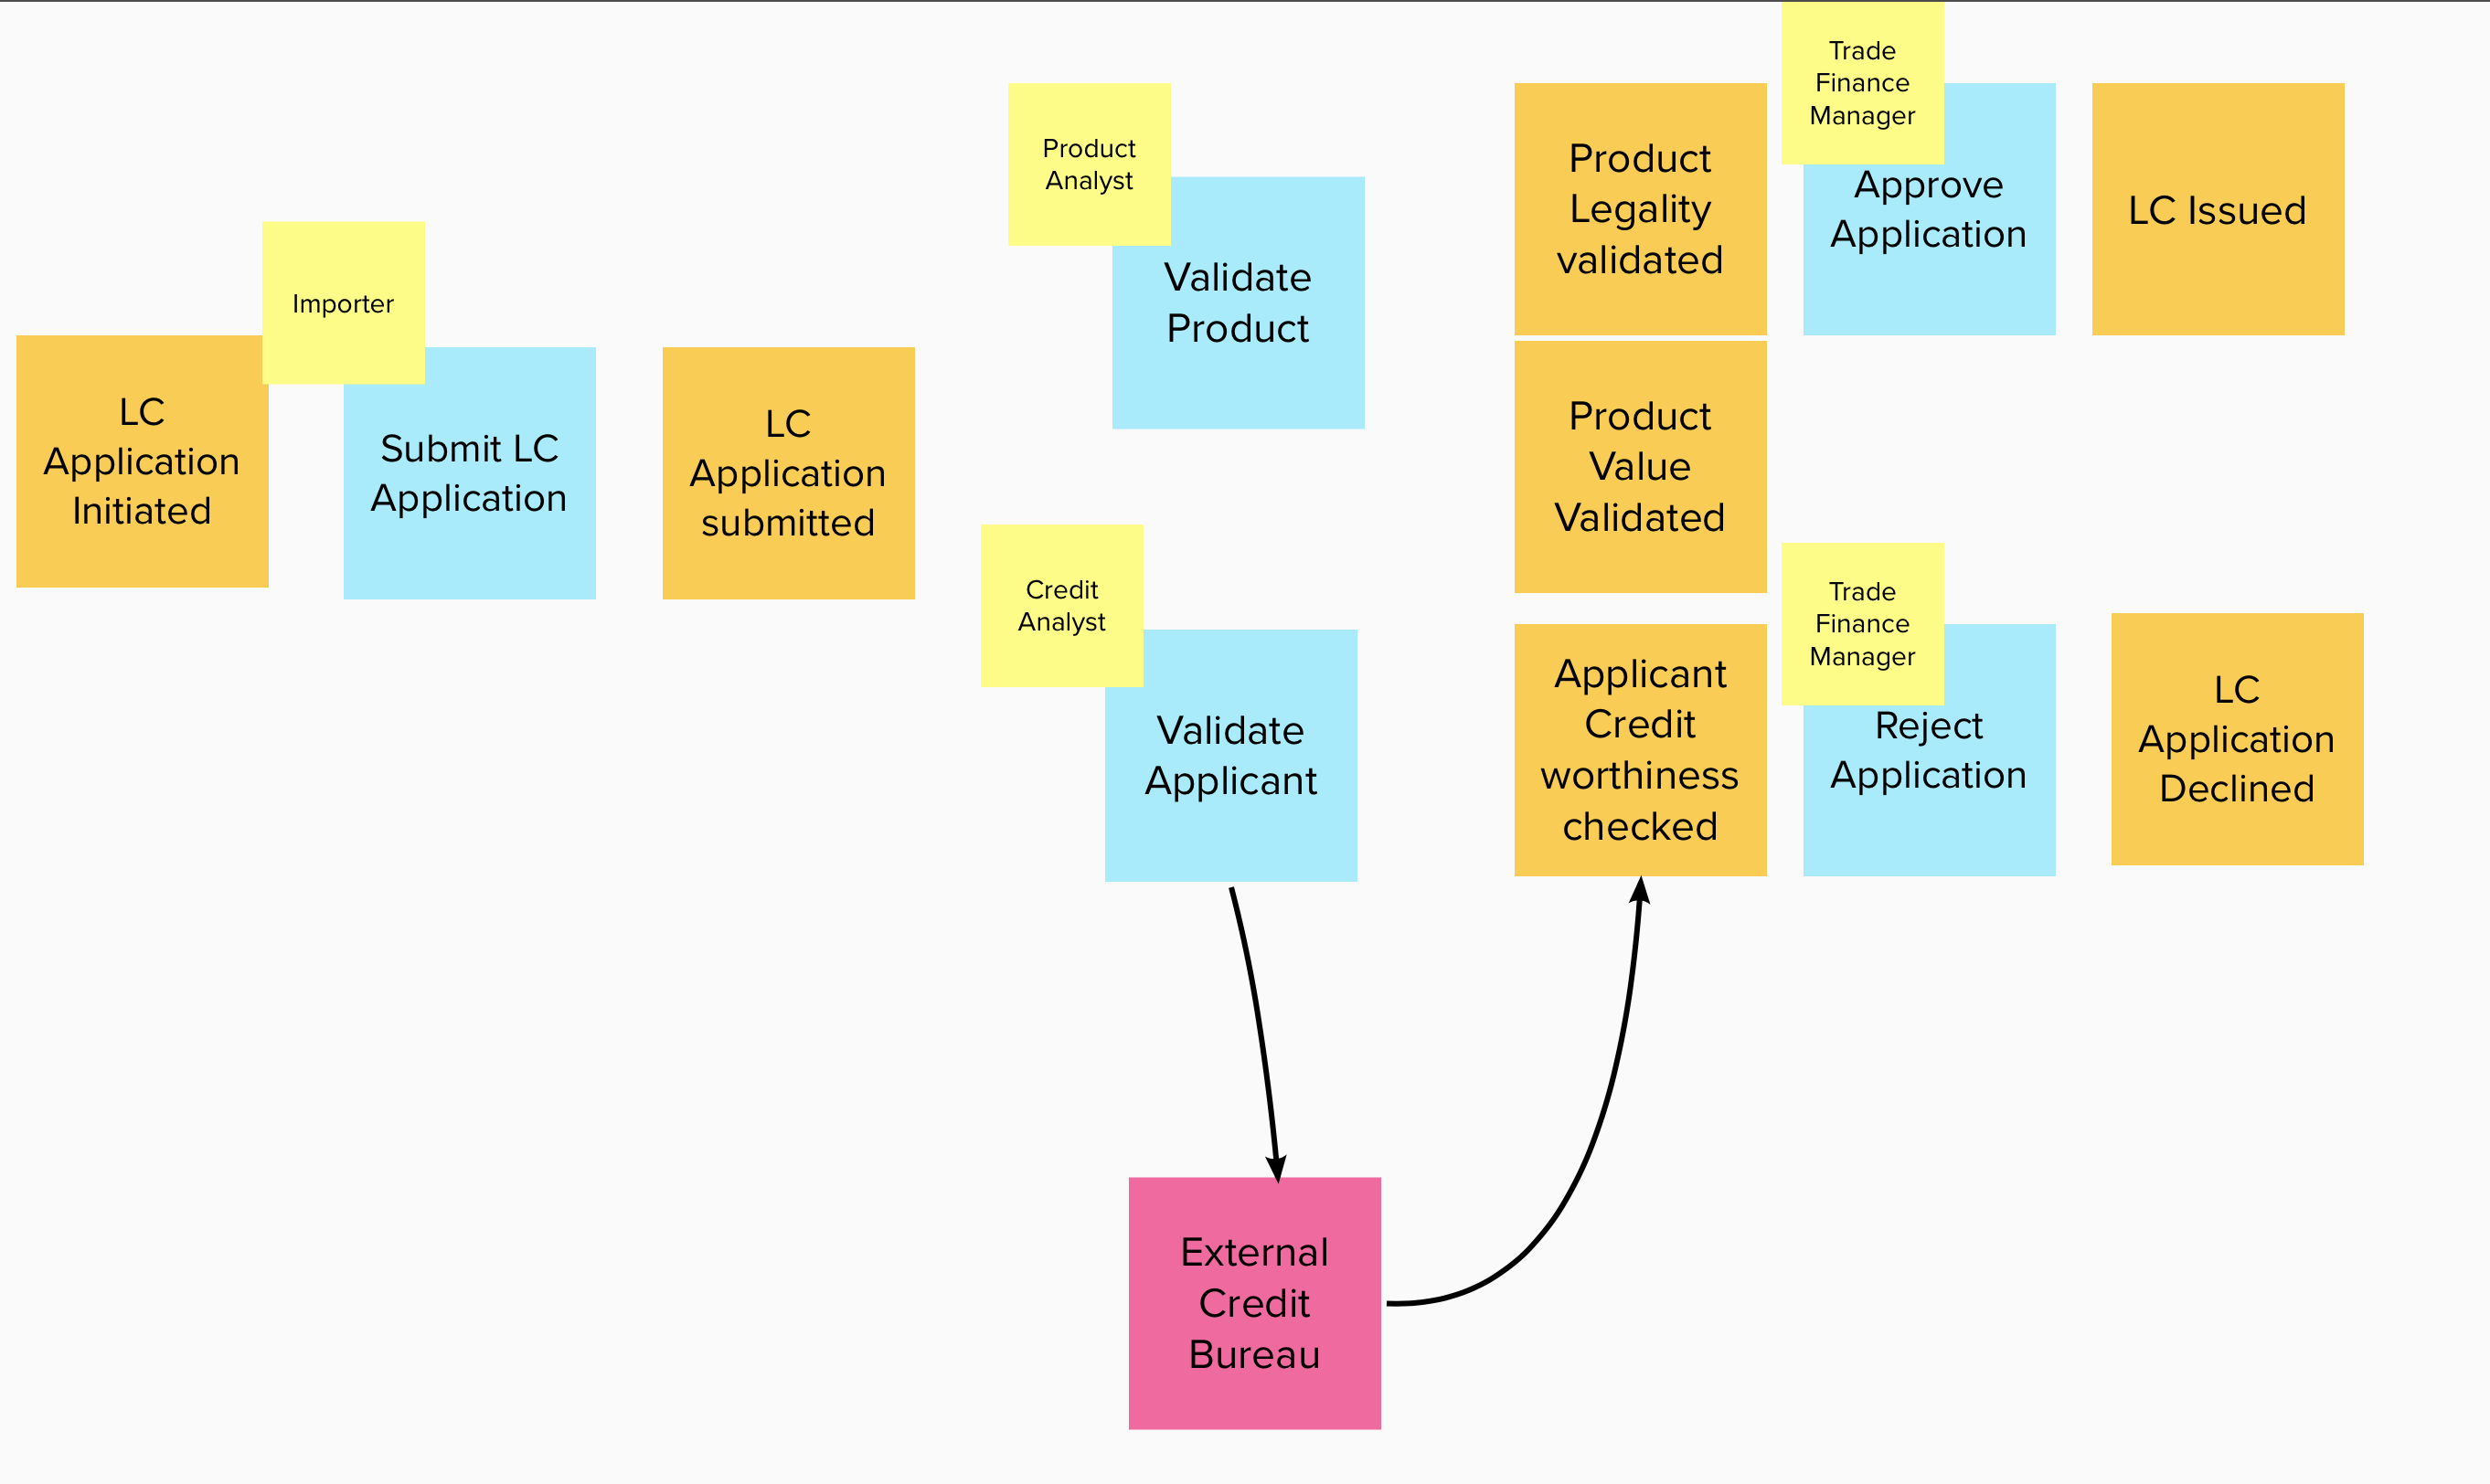 LC
Application
Initiated
Importer
Submit LC
Application
LC
Application
submitted
Product
Analyst
Validate
Product
Credit
Analyst
Validate
Applicant
External
Credit
Bureau
Product
Legality
validated
Product
Value
Validated
Applicant
Credit
worthiness
checked
Trade
Finance
Manager
Approve
Application
LC Issued
Trade
Finance
Manager
Reject
Application
LC
Application
Declined